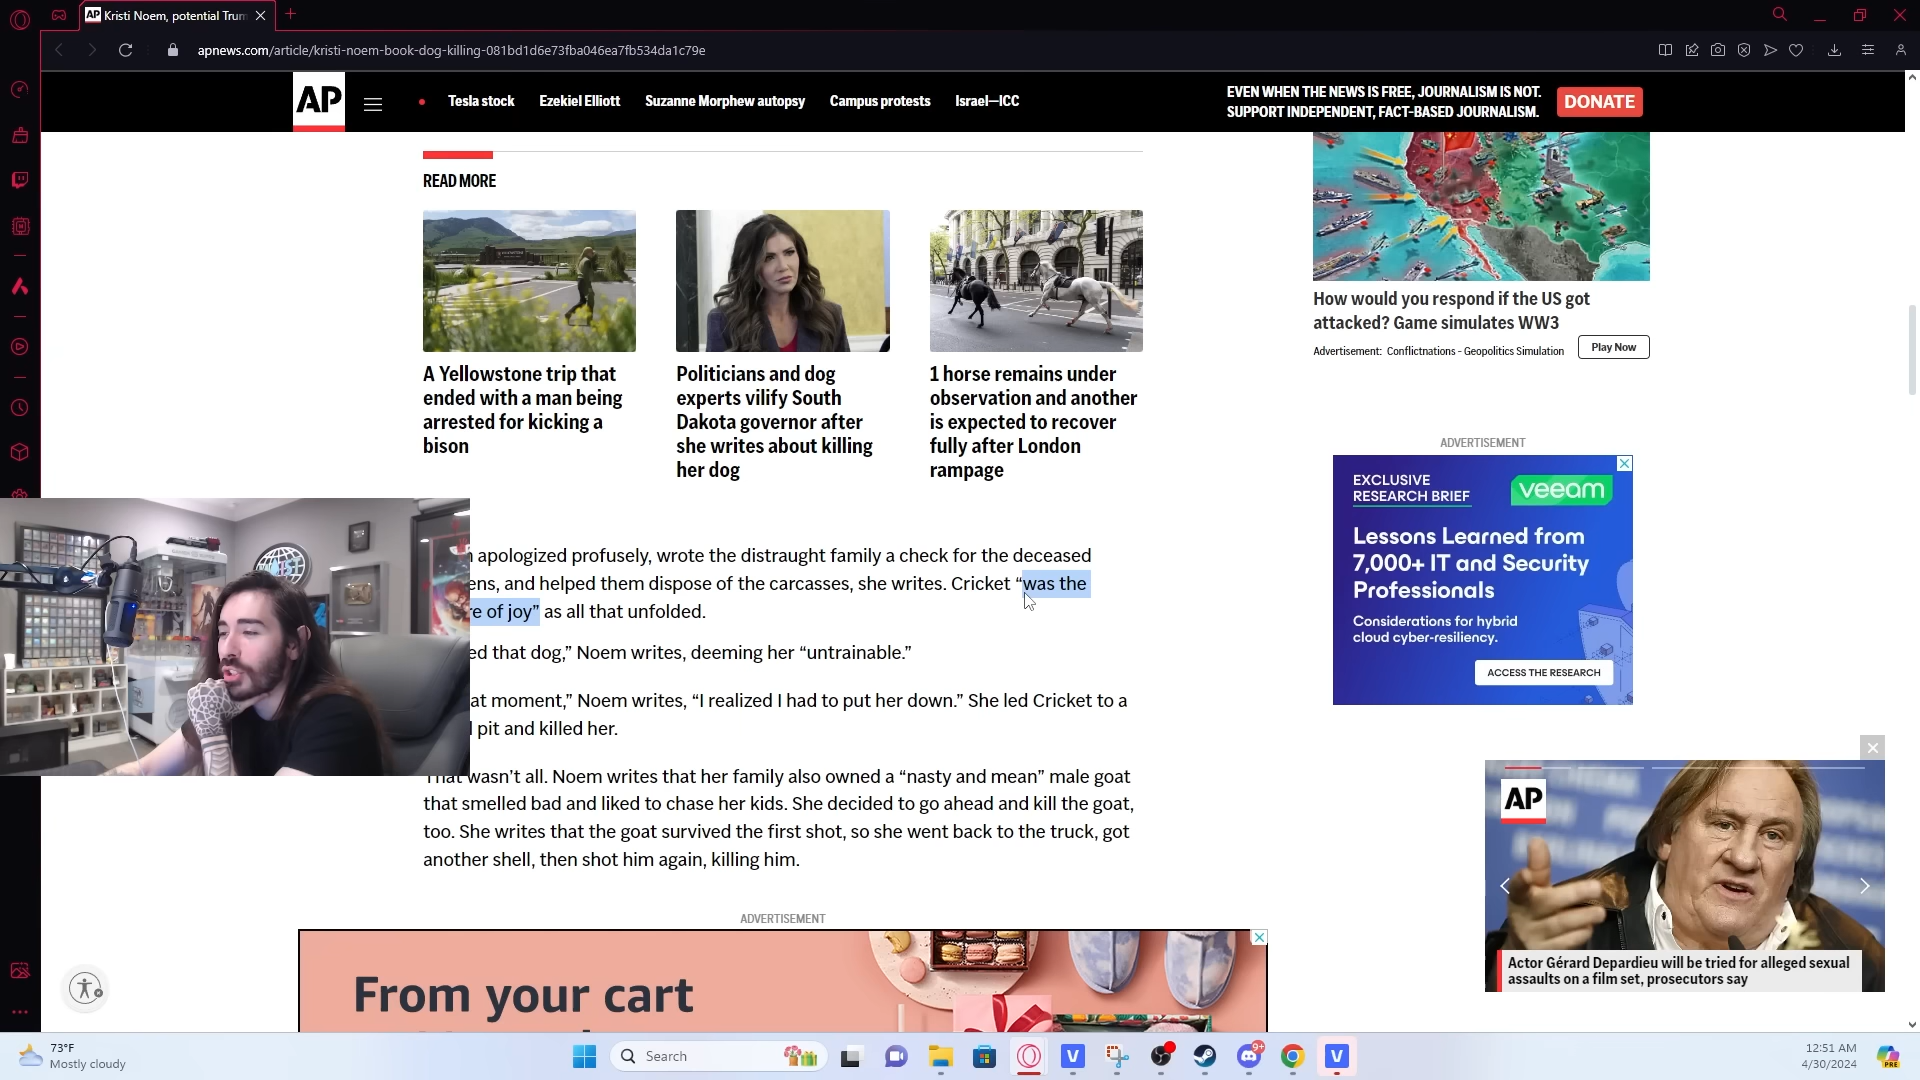 AP Kristi Noem, potential Trum
apnews.com/article/kristi-noem-book-dog-killing-081bd1d6e73fba046ea7fb534da1c79e
AP
Tesla stock Ezekiel Elliott Suzanne Morphew autopsy Campus protests Israel—ICC
EVEN WHEN THE NEWS IS FREE, JOURNALISM IS NOT.
SUPPORT INDEPENDENT, FACT-BASED JOURNALISM.
DONATE
READ MORE
A Yellowstone trip that
ended with a man being
arrested for kicking a
bison
Politicians and dog
experts vilify South
Dakota governor after
she writes about killing
her dog
1 horse remains under
observation and another
is expected to recover
fully after London
rampage
apologized profusely, wrote the distraught family a check for the deceased
ens, and helped them dispose of the carcasses, she writes. Cricket “was the
e of joy” as all that unfolded.
ed that dog,” Noem writes, deeming her “untrainable.”
at moment,” Noem writes, “I realized I had to put her down.” She led Cricket to a
pit and killed her.
That wasn’t all. Noem writes that her family also owned a “nasty and mean” male goat
that smelled bad and liked to chase her kids. She decided to go ahead and kill the goat,
too. She writes that the goat survived the first shot, so she went back to the truck, got
another shell, then shot him again, killing him.
ADVERTISEMENT
From your cart
How would you respond if the US got
attacked? Game simulates WW3
Advertisement: Conflictnations - Geopolitics Simulation
Play Now
ADVERTISEMENT
EXCLUSIVE
RESEARCH BRIEF
veeam
Lessons Learned from
7,000+ IT and Security
Professionals
Considerations for hybrid
cloud cyber-resiliency.
ACCESS THE RESEARCH
AP
Actor Gérard Depardieu will be tried for alleged sexual
assaults on a film set, prosecutors say
73°F
Mostly cloudy
Search
9+
12:51 AM
4/30/2024
PRE